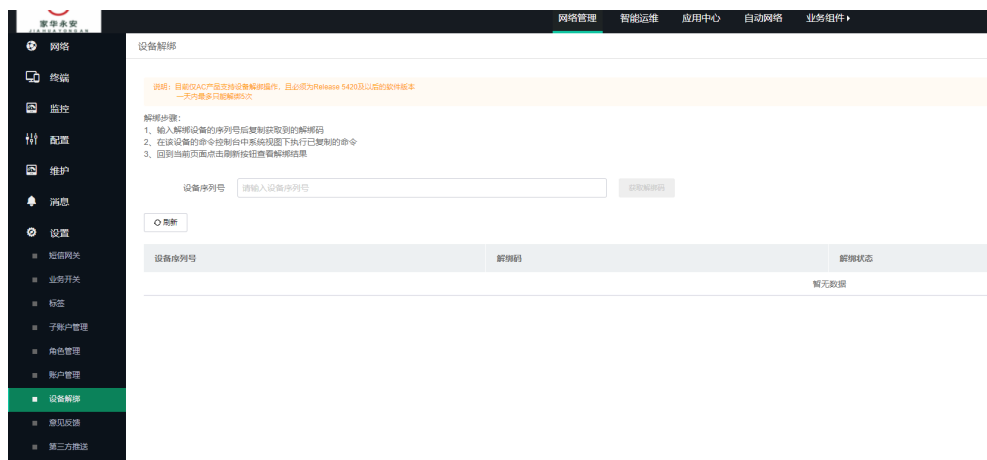 家华永安
JIAHUAYONGAN
网络管理 智能运维 应用中心 自动网络 业务组件
网络
终端
监控
配置
维护
消息
设置
短信网关
业务开关
标签
子账户管理
角色管理
账户管理
设备解绑
意见反馈
第三方推送
设备解绑
说明：目前仅AC产品支持设备解绑操作，且必须为Release 5420及以后的软件版本
一天内最多只能解绑5次
解绑步骤：
1、输入解绑设备的序列号后复制获取到的解绑码
2、在该设备的命令控制台中系统视图下执行已复制的命令
3、回到当前页面点击刷新按钮查看解绑结果
设备序列号 请输入设备序列号 获取解绑码
刷新
设备序列号 解绑码 解绑状态
暂无数据